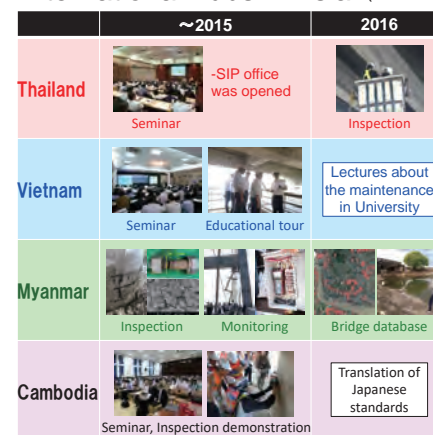 ～2015 2016
Thailand
-SIP office
was opened
Seminar Inspection
Vietnam
Lectures about
the maintenance
in University
Seminar Educational tour
Myanmar
Inspection Monitoring Bridge database
Cambodia
Translation of
Japanese
standards
Seminar, Inspection demonstration